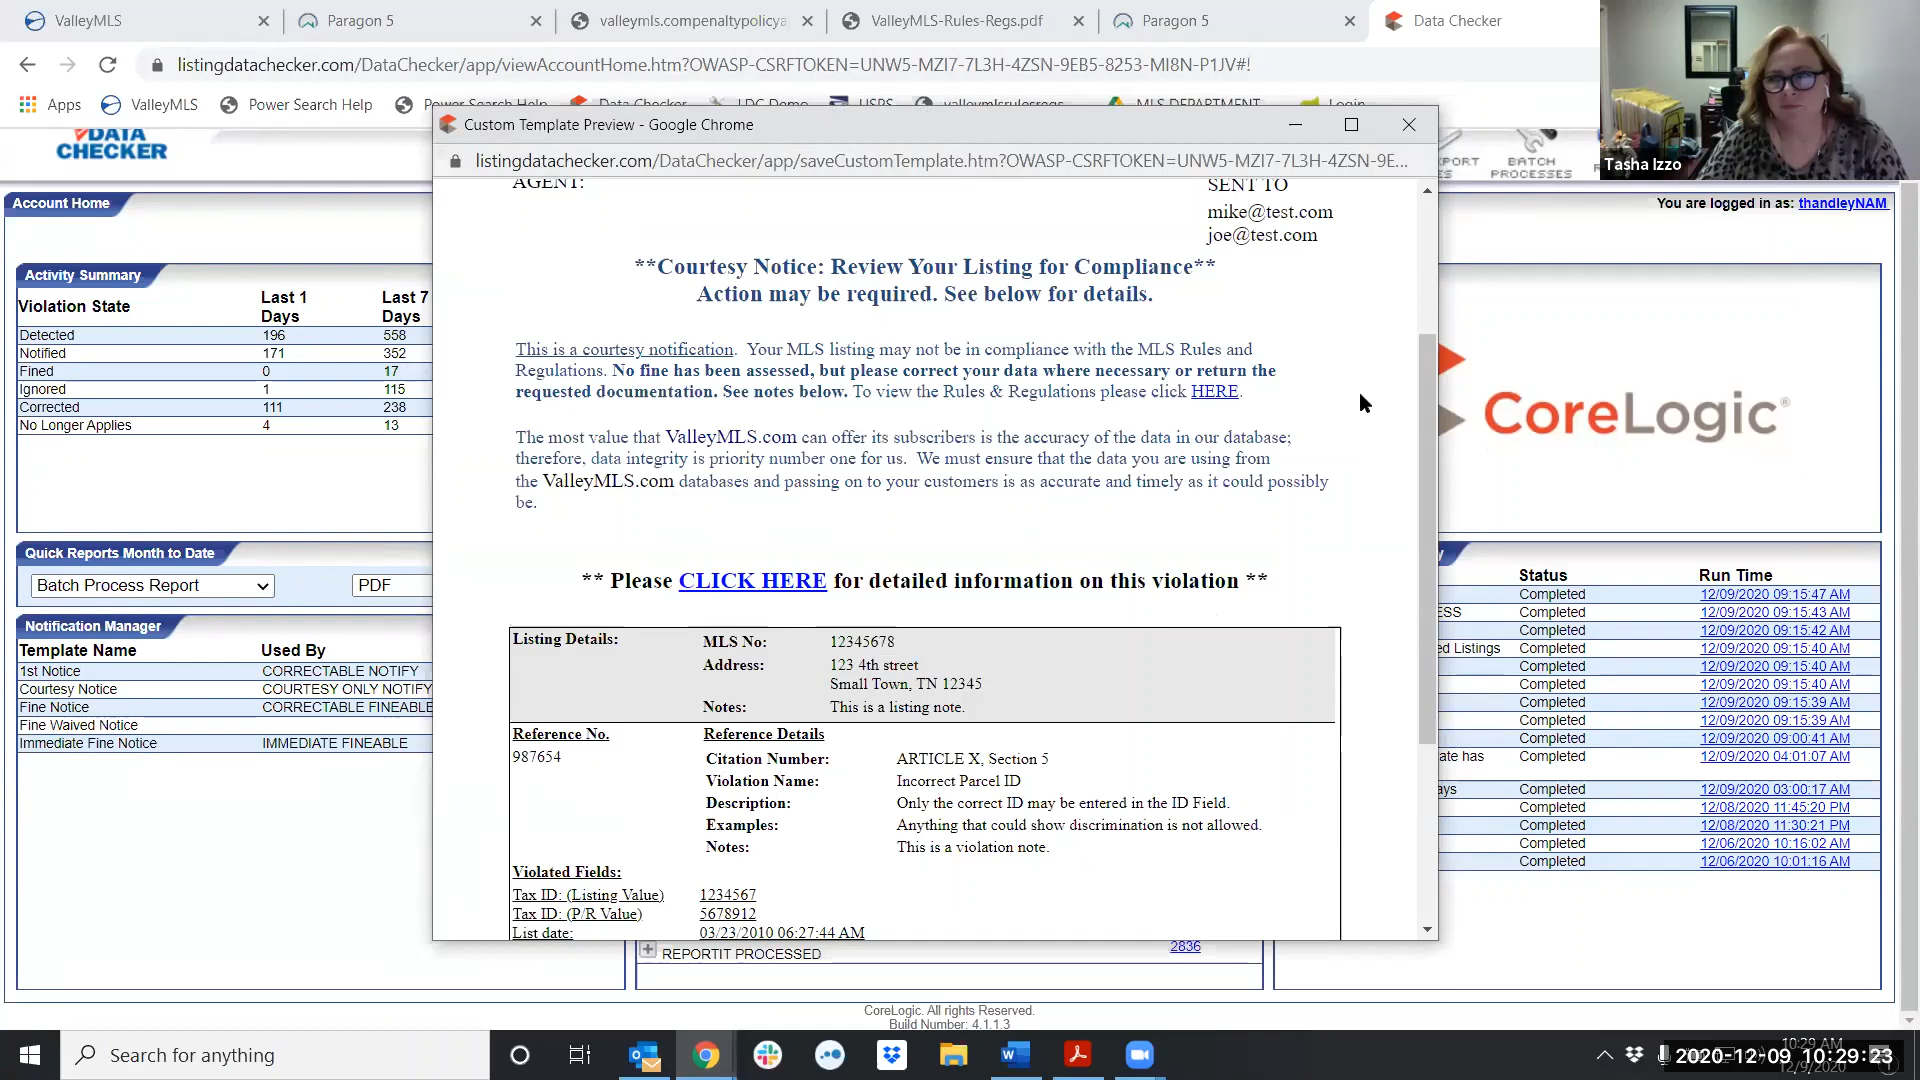 ValleyMLS
Paragon 5
valleymls.compenaltypolicya
ValleyMLS-Rules-Regs.pdf
Paragon 5
Data Checker
listingdatachecker.com/DataChecker/app/viewAccountHome.htm?OWASP-CSRFTOKEN=UNW5-MZI7-7L3H-4ZSN-9EB5-8253-MI8N-P1JV#!
Apps
ValleyMLS
Power Search Help
Power Search Help
Data Checker
LDC Demo
USPS
valleymlsrulesregs
MLS DEPARTMENT
Login
Tasha Izzo
DATA
CHECKER
BATCH
PROCESSES
Custom Template Preview - Google Chrome
listingdatachecker.com/DataChecker/app/saveCustomTemplate.htm?OWASP-CSRFTOKEN=UNW5-MZI7-7L3H-4ZSN-9E...
Account Home
You are logged in as: thandleyNAM
Activity Summary
Violation State Last 1 Days Last 7 Days
Detected 196 558
Notified 171 352
Fined 0 17
Ignored 1 115
Corrected 111 238
No Longer Applies 4 13
Quick Reports Month to Date
Batch Process Report PDF
Notification Manager
Template Name Used By
1st Notice CORRECTABLE NOTIFY
Courtesy Notice COURTESY ONLY NOTIFY
Fine Notice CORRECTABLE FINEABLE
Fine Waived Notice
Immediate Fine Notice IMMEDIATE FINEABLE
AGENT:
SENT TO
mike@test.com
joe@test.com
**Courtesy Notice: Review Your Listing for Compliance**
Action may be required. See below for details.
This is a courtesy notification. Your MLS listing may not be in compliance with the MLS Rules and
Regulations. No fine has been assessed, but please correct your data where necessary or return the
requested documentation. See notes below. To view the Rules & Regulations please click HERE.
The most value that ValleyMLS.com can offer its subscribers is the accuracy of the data in our database;
therefore, data integrity is priority number one for us. We must ensure that the data you are using from
the ValleyMLS.com databases and passing on to your customers is as accurate and timely as it could possibly
be.
** Please CLICK HERE for detailed information on this violation **
Listing Details: MLS No: 12345678
Address: 123 4th street
Small Town, TN 12345
Notes: This is a listing note.
Reference No. Reference Details
987654 Citation Number: ARTICLE X, Section 5
Violation Name: Incorrect Parcel ID
Description: Only the correct ID may be entered in the ID Field.
Examples: Anything that could show discrimination is not allowed.
Notes: This is a violation note.
Violated Fields:
Tax ID: (Listing Value) 1234567
Tax ID: (P/R Value) 5678912
List date: 03/23/2010 06:27:44 AM
REPORTIT PROCESSED 2836
CoreLogic®
Status Run Time
Completed 12/09/2020 09:15:47 AM
ESS Completed 12/09/2020 09:15:43 AM
Completed 12/09/2020 09:15:42 AM
ed Listings Completed 12/09/2020 09:15:40 AM
Completed 12/09/2020 09:15:40 AM
Completed 12/09/2020 09:15:40 AM
Completed 12/09/2020 09:15:39 AM
Completed 12/09/2020 09:15:39 AM
Completed 12/09/2020 09:00:41 AM
ate has Completed 12/09/2020 04:01:07 AM
ays Completed 12/09/2020 03:00:17 AM
Completed 12/08/2020 11:45:20 PM
Completed 12/08/2020 11:30:21 PM
Completed 12/06/2020 10:16:02 AM
Completed 12/06/2020 10:01:16 AM
CoreLogic. All rights Reserved.
Build Number: 4.1.1.3
Search for anything
10:29 AM
2020-12-09 10:29:23
12/9/2020